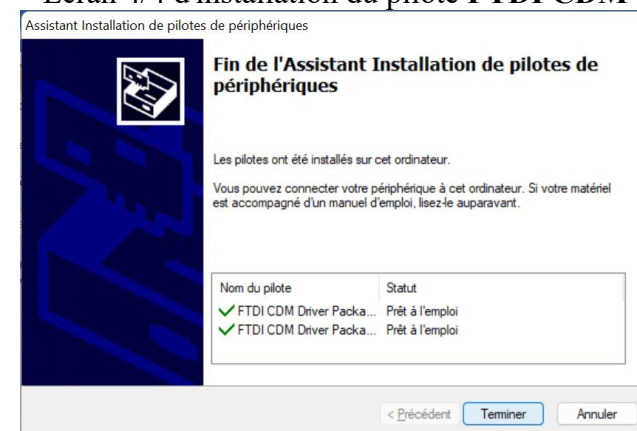 Ecran 4/4 d'installation du pilote FTDI CDM
Assistant Installation de pilotes de périphériques
Fin de l'Assistant Installation de pilotes de
périphériques
Les pilotes ont été installés sur cet ordinateur.
Vous pouvez connecter votre périphérique à cet ordinateur. Si votre matériel
est accompagné d'un manuel d'emploi, lisez-le auparavant.
Nom du pilote Statut
FTDI CDM Driver Packa... Prêt à l'emploi
FTDI CDM Driver Packa... Prêt à l'emploi
< Précédent Terminer Annuler